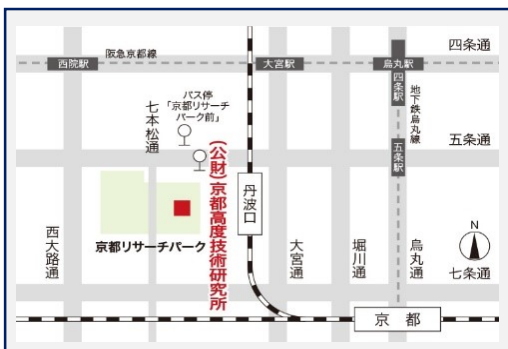 四条通
阪急京都線
西院駅
大宮駅
烏丸駅
四条駅
地下鉄烏丸線
バス停
「京都リサーチ
パーク前」
七本松通
五条通
五条駅
(公財)京都高度技術研究所
丹波口
京都リサーチパーク
西大路通
大宮通
堀川通
烏丸通
N
七条通
京都